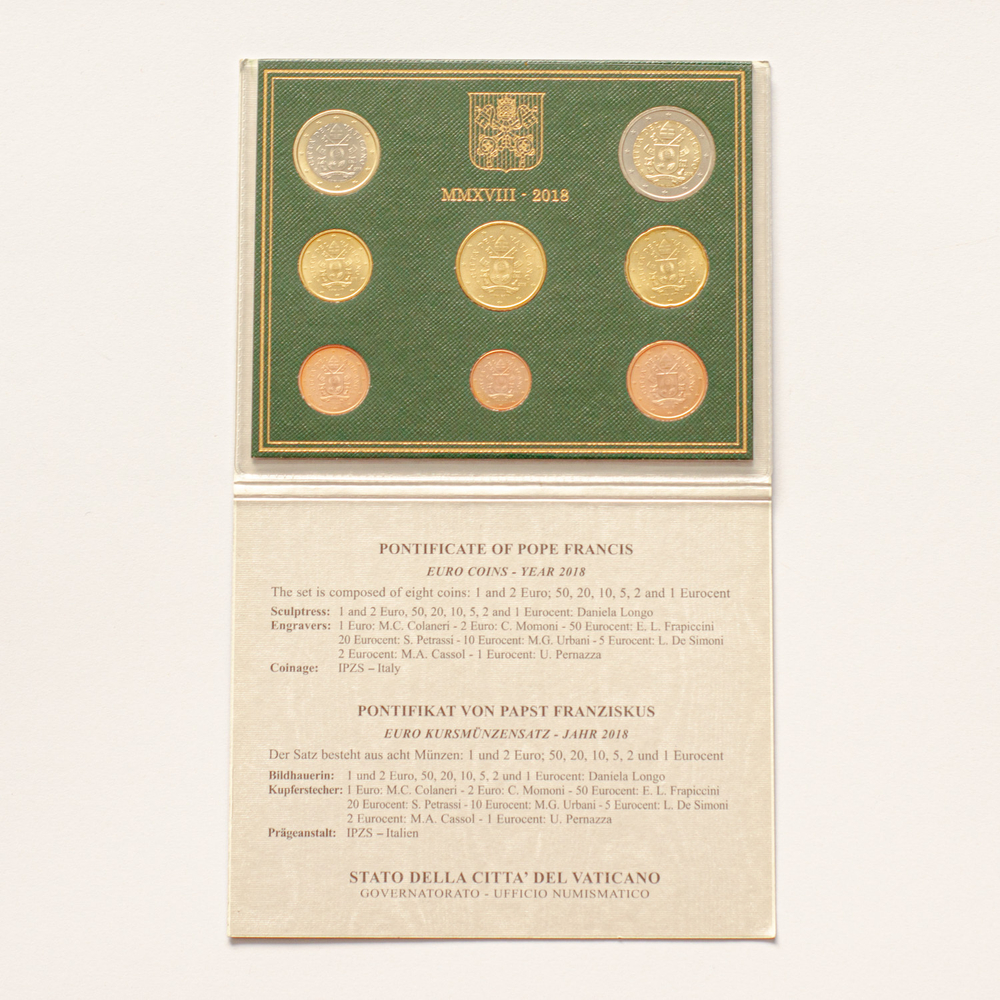 MMXVIII - 2018
PONTIFICATE OF POPE FRANCIS
EURO COINS - YEAR 2018
The set is composed of eight coins: 1 and 2 Euro; 50, 20, 10, 5, 2 and 1 Eurocent
Sculptress: 1 and 2 Euro, 50, 20, 10, 5, 2 and 1 Eurocent: Daniela Longo
Engravers: 1 Euro: M.C. Colaneri - 2 Euro: C. Momoni - 50 Eurocent: E. L. Frapiccini
20 Eurocent: S. Petrassi - 10 Eurocent: M.G. Urbani - 5 Eurocent: L. De Simoni
2 Eurocent: M.A. Cassol - 1 Eurocent: U. Pernazza
Coinage: IPZS – Italy
PONTIFIKAT VON PAPST FRANZISKUS
EURO KURSMÜNZENSATZ - JAHR 2018
Der Satz besteht aus acht Münzen: 1 und 2 Euro; 50, 20, 10, 5, 2 und 1 Eurocent
Bildhauerin: 1 und 2 Euro, 50, 20, 10, 5, 2 und 1 Eurocent: Daniela Longo
Kupferstecher: 1 Euro: M.C. Colaneri - 2 Euro: C. Momoni - 50 Eurocent: E. L. Frapiccini
20 Eurocent: S. Petrassi - 10 Eurocent: M.G. Urbani - 5 Eurocent: L. De Simoni
2 Eurocent: M.A. Cassol - 1 Eurocent: U. Pernazza
Prägeanstalt: IPZS – Italien
STATO DELLA CITTA' DEL VATICANO
GOVERNATORATO - UFFICIO NUMISMATICO